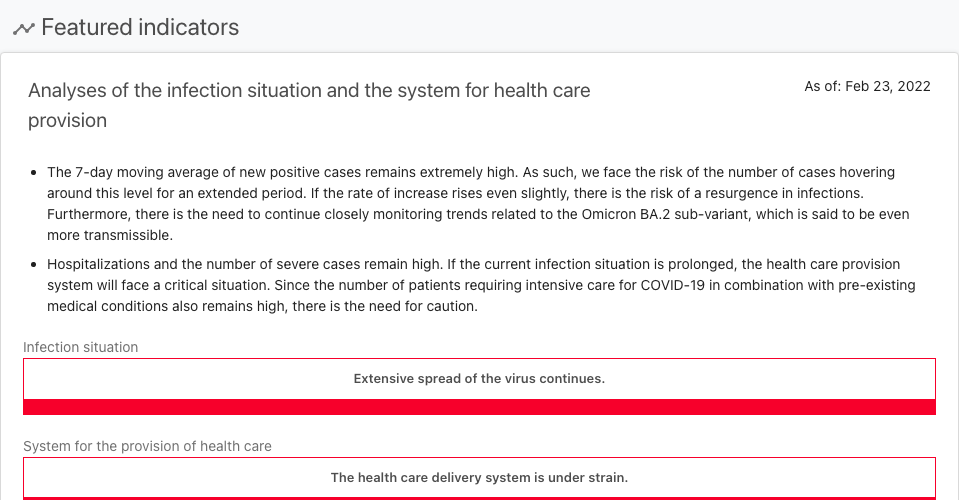 Featured indicators
Analyses of the infection situation and the system for health care
provision
As of: Feb 23, 2022
The 7-day moving average of new positive cases remains extremely high. As such, we face the risk of the number of cases hovering
around this level for an extended period. If the rate of increase rises even slightly, there is the risk of a resurgence in infections.
Furthermore, there is the need to continue closely monitoring trends related to the Omicron BA.2 sub-variant, which is said to be even
more transmissible.
Hospitalizations and the number of severe cases remain high. If the current infection situation is prolonged, the health care provision
system will face a critical situation. Since the number of patients requiring intensive care for COVID-19 in combination with pre-existing
medical conditions also remains high, there is the need for caution.
Infection situation
Extensive spread of the virus continues.
System for the provision of health care
The health care delivery system is under strain.